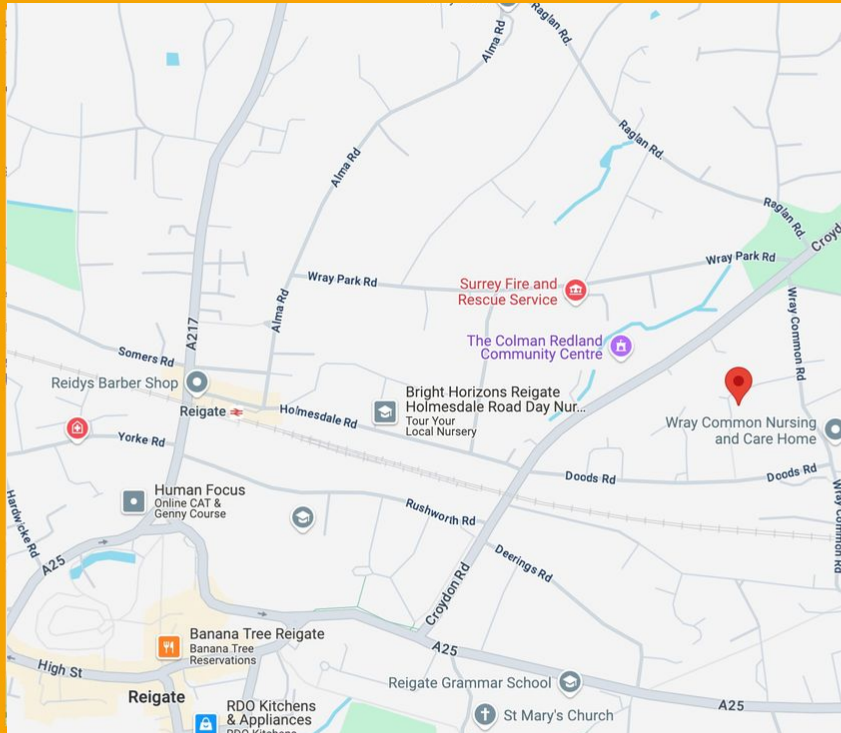 Raglan Rd.
Alma Rd
Raglan Rd.
Alma Rd
Raglan Rd.
Wray Park Rd
Wray Park Rd
Surrey Fire and
Rescue Service
Alma Rd
Wray Common Rd
A217
The Colman Redland
Community Centre
Somers Rd
Reidys Barber Shop
Reigate
Holmesdale Rd
Bright Horizons Reigate
Holmesdale Road Day Nur...
Tour Your
Local Nursery
Wray Common Nursing
and Care Home
Yorke Rd
Doods Rd
Doods Rd
Human Focus
Online CAT &
Genny Course
Hardwicke Rd
Rushworth Rd
Wray Common Rd
A25
Deerings Rd
Croydon Rd
Banana Tree Reigate
Banana Tree
Reservations
A25
High St
Reigate
Reigate Grammar School
RDO Kitchens
& Appliances
St Mary's Church
A25